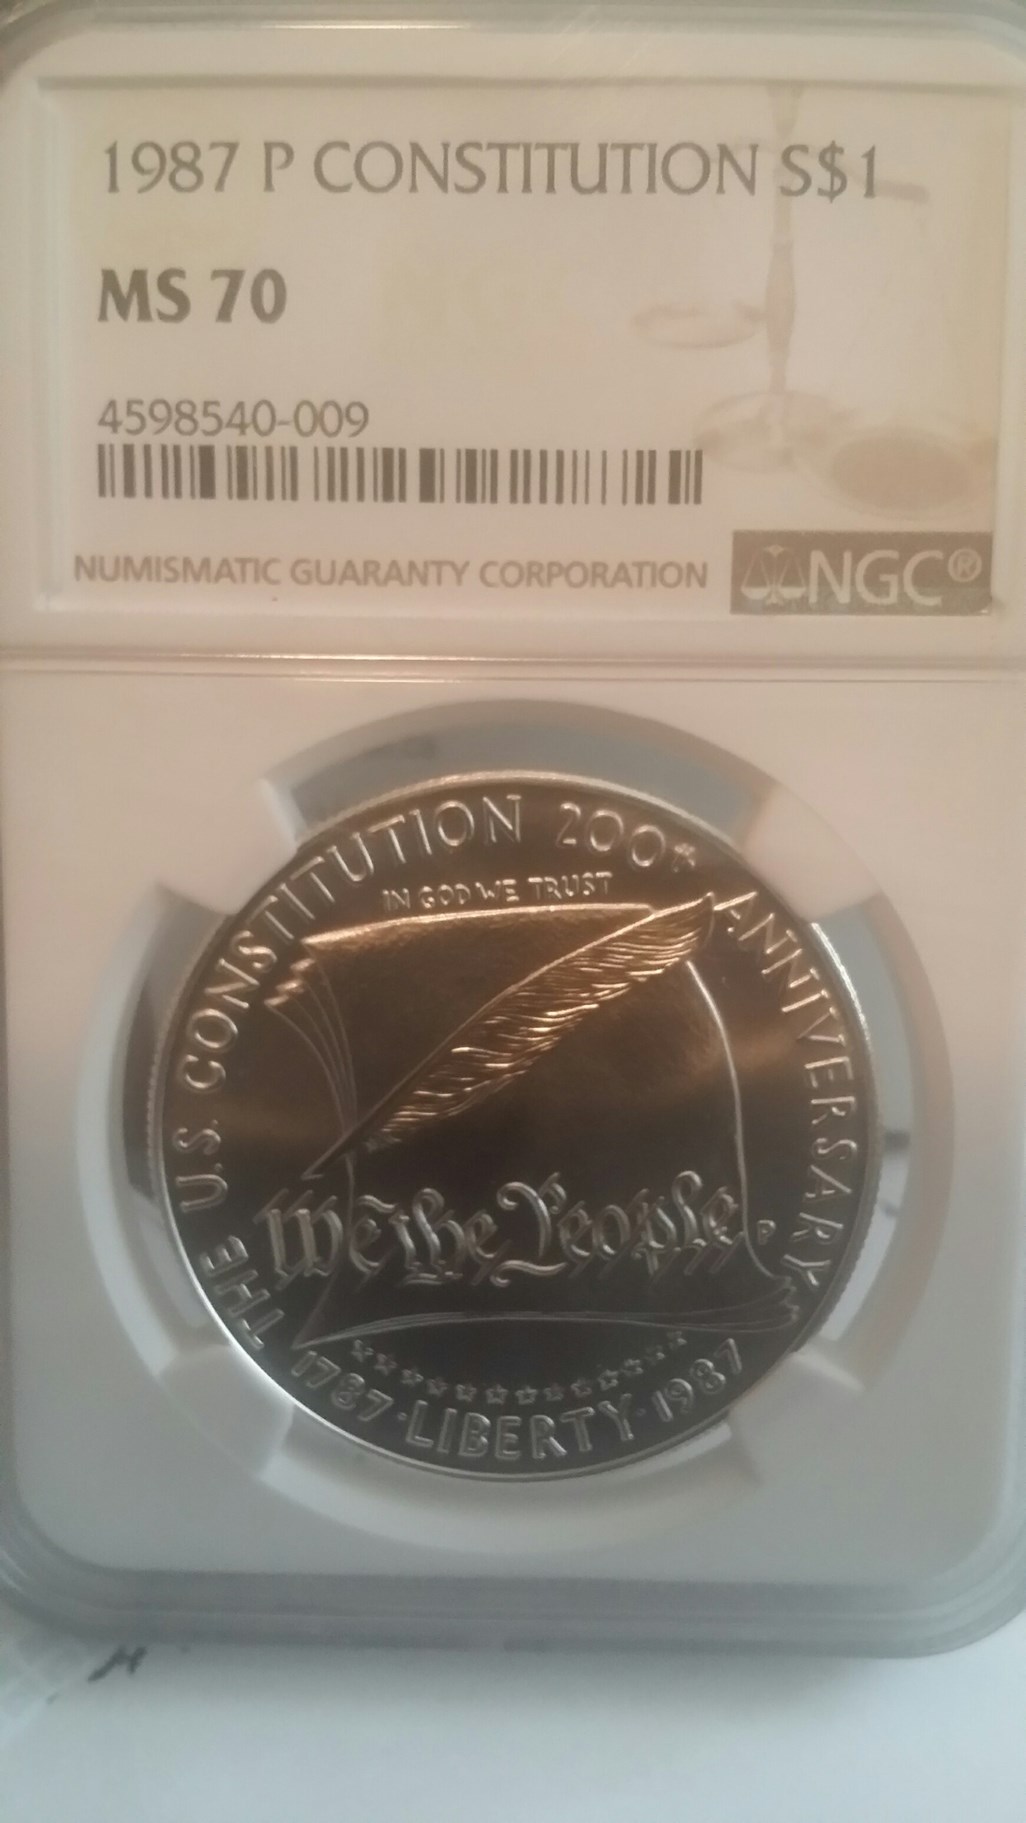 1987 P CONSTITUTION S$1
MS 70
4598540-009
NUMISMATIC GUARANTY CORPORATION
NGC®
THE U.S. CONSTITUTION 200TH ANNIVERSARY
IN GOD WE TRUST
We the People
P
1787 · LIBERTY · 1987